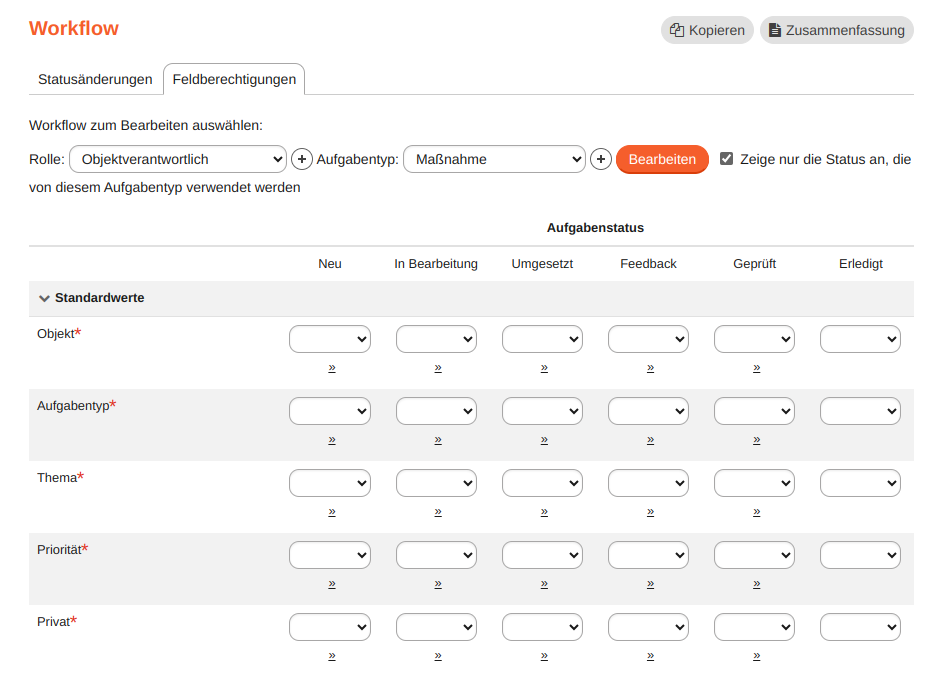 Workflow
Kopieren Zusammenfassung
Statusänderungen Feldberechtigungen
Workflow zum Bearbeiten auswählen:
Rolle: Objektverantwortlich + Aufgabentyp: Maßnahme + Bearbeiten Zeige nur die Status an, die
von diesem Aufgabentyp verwendet werden
Aufgabenstatus
Neu In Bearbeitung Umgesetzt Feedback Geprüft Erledigt
Standardwerte
Objekt*
» » » » »
Aufgabentyp*
» » » » »
Thema*
» » » » »
Priorität*
» » » » »
Privat*
» » » » »